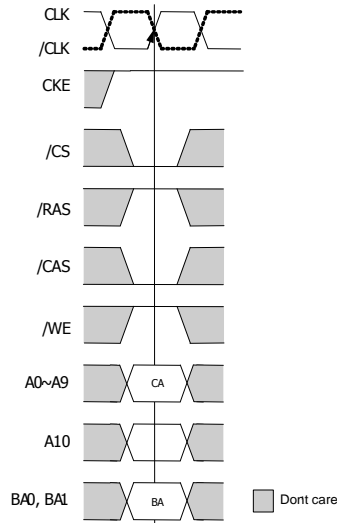 CLK
/CLK
CKE
/CS
/RAS
/CAS
/WE
A0~A9
CA
A10
BA0, BA1
BA
Dont care